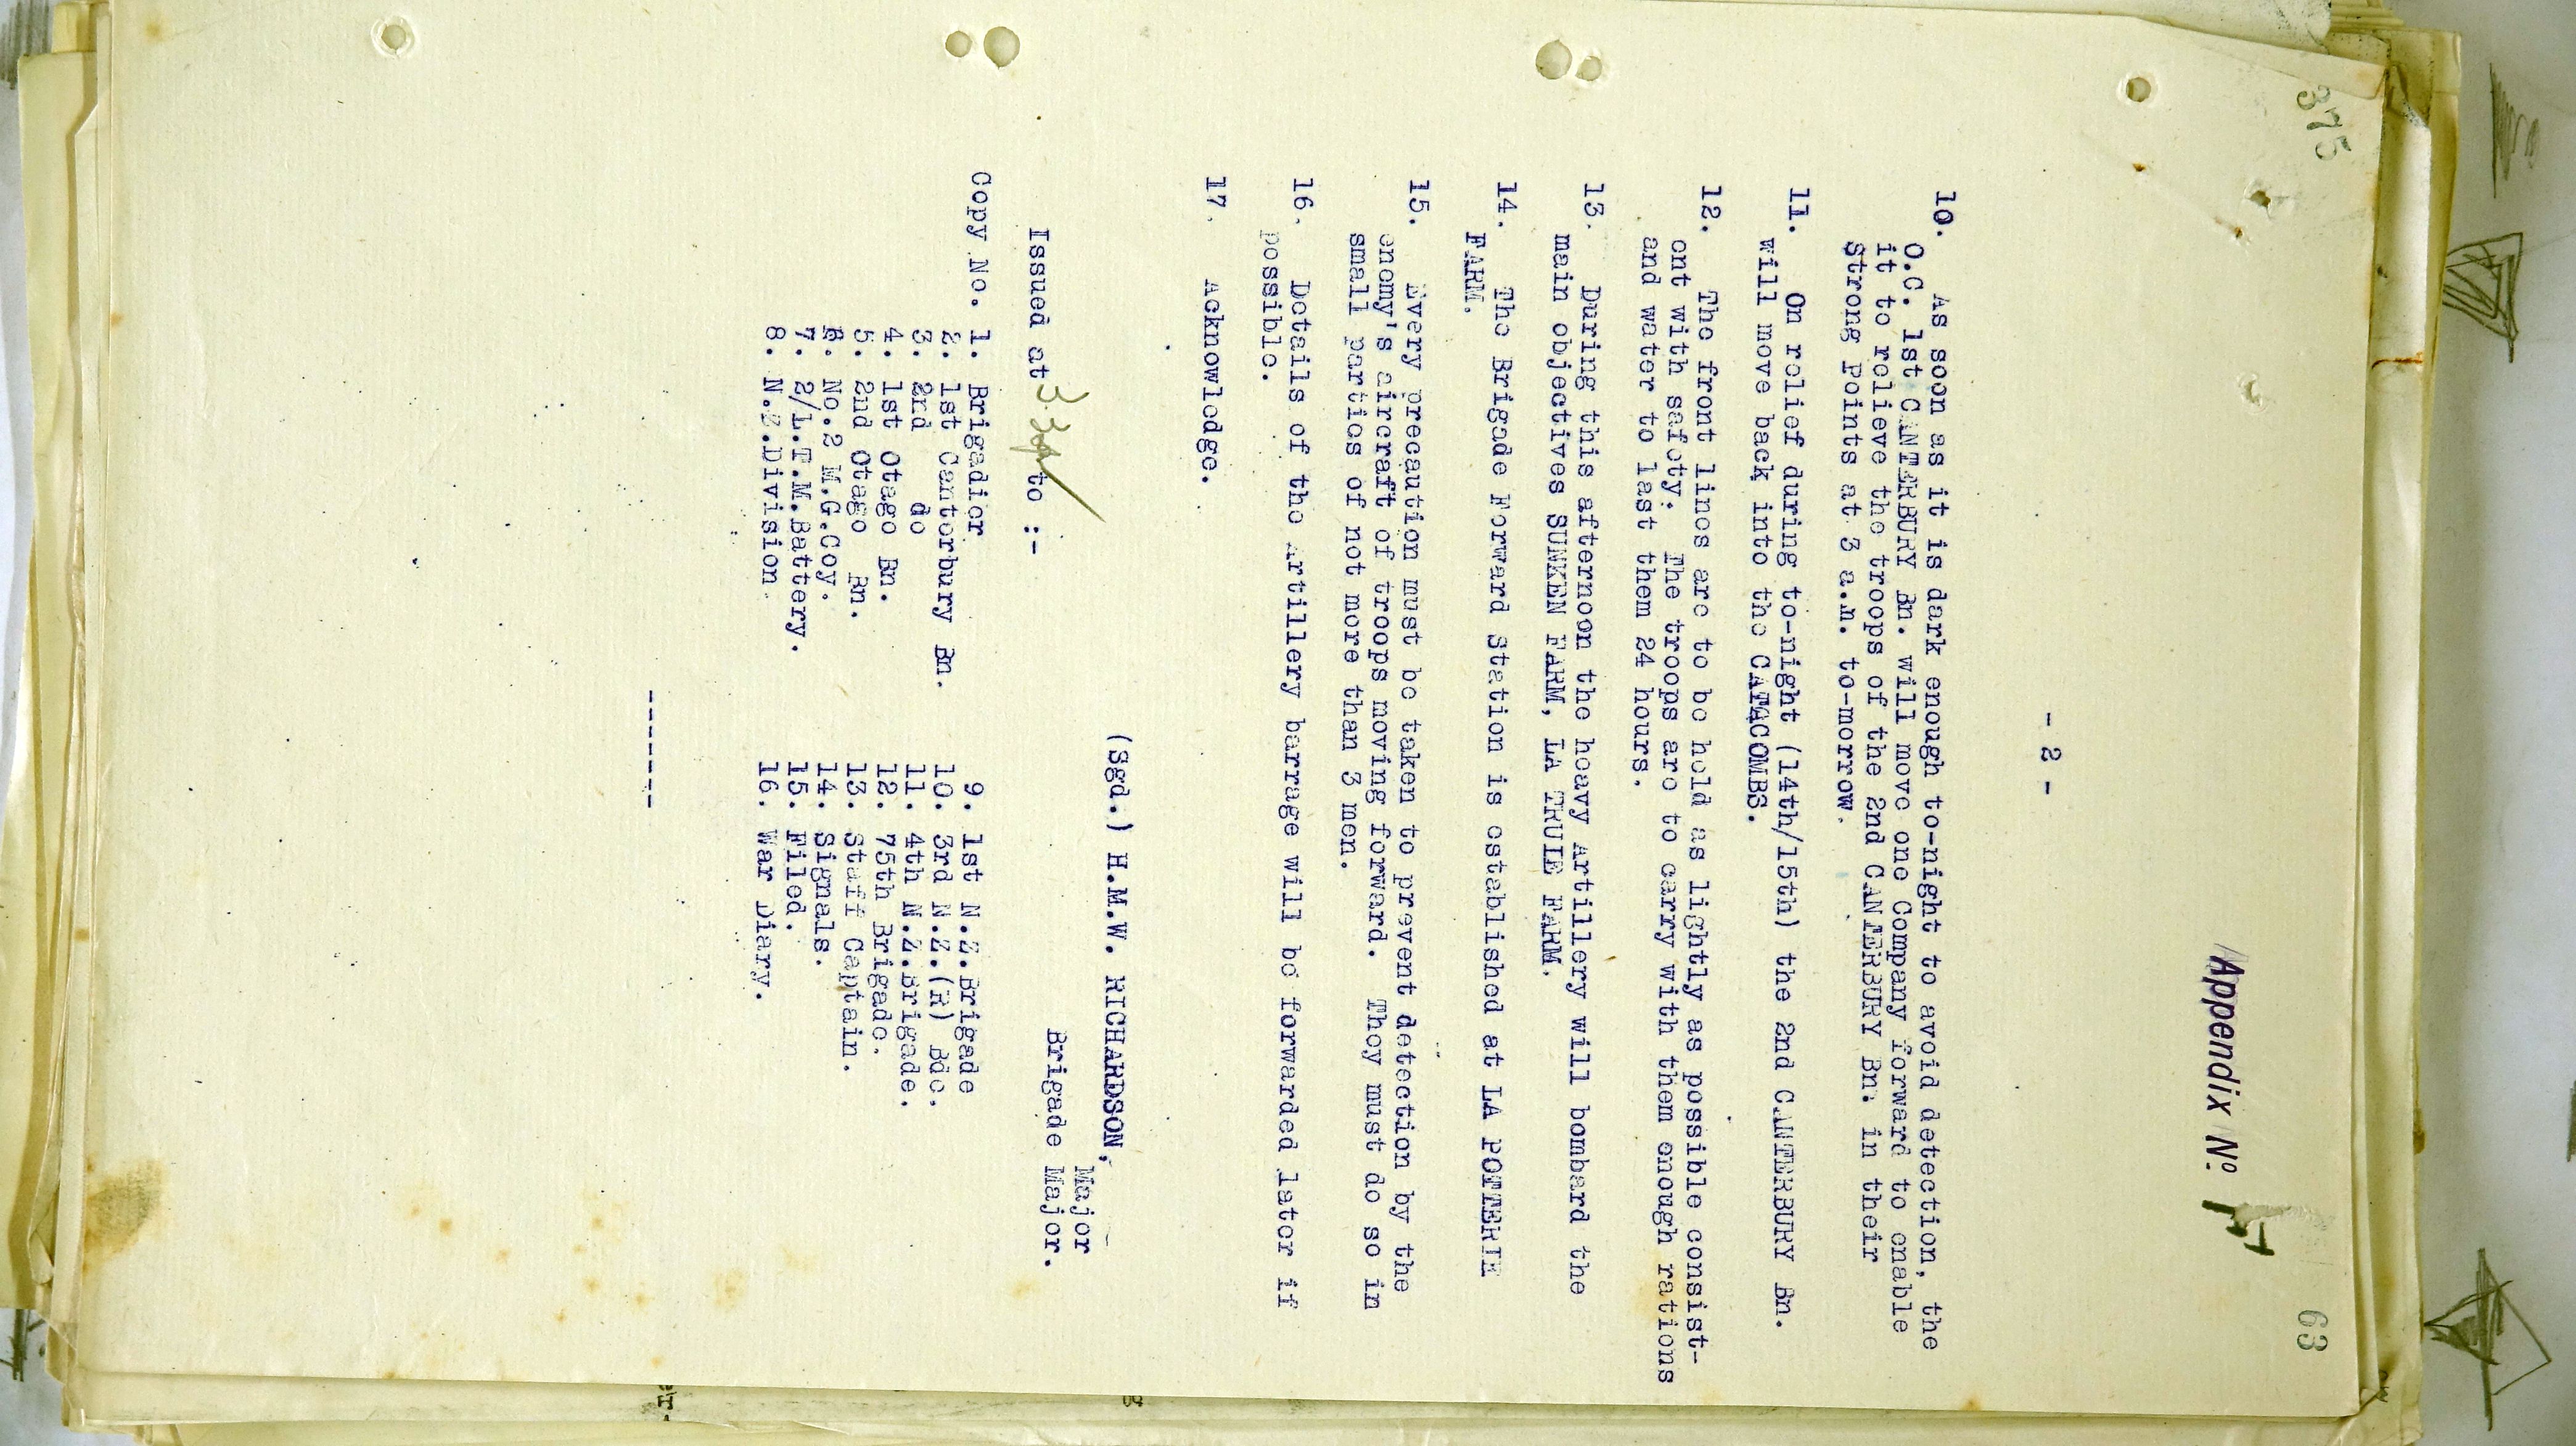 375
63
Appendix Nº
- 2 -
10. As soon as it is dark enough to-night to avoid detection, the
O.C. 1st CANTERBURY Bn. will move one Company forward to enable
it to relieve the troops of the 2nd CANTERBURY Bn. in their
Strong Points at 3 a.m. to-morrow.
11. On relief during to-night (14th/15th) the 2nd CANTERBURY Bn.
will move back into the CATACOMBS.
12. The front lines are to be held as lightly as possible consist-
ent with safety: The troops are to carry with them enough rations
and water to last them 24 hours.
13. During this afternoon the heavy Artillery will bombard the
main objectives SUNKEN FARM, LA TRUIE FARM.
14. The Brigade Forward Station is established at LA POTTERIE
FARM.
15. Every precaution must be taken to prevent detection by the
enemy's aircraft of troops moving forward. They must do so in
small parties of not more than 3 men.
16. Details of the Artillery barrage will be forwarded later if
possible.
17. Acknowledge.
(Sgd.) H.M.W. RICHARDSON,
Major
Brigade Major.
Issued at to :-
Copy No. 1. Brigadier
2. 1st Canterbury Bn.
3. 2nd do
4. 1st Otago Bn.
5. 2nd Otago Bn.
6. No.2 M.G.Coy.
7. 2/L.T.M.Battery.
8. N.Z.Division
9. 1st N.Z.Brigade
10. 3rd N.Z.(R) Bde.
11. 4th N.Z.Brigade.
12. 75th Brigade.
13. Staff Captain.
14. Signals.
15. Filed.
16. War Diary.
-------